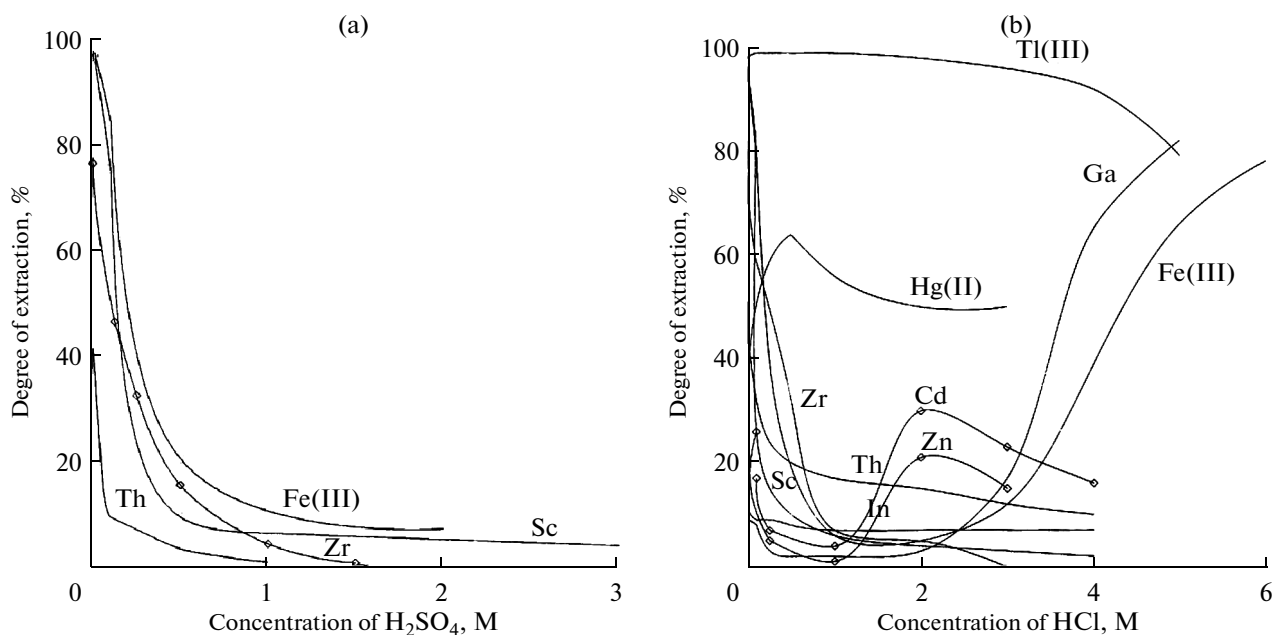 (a)
100
80
60
40
20
0
1
2
3
Degree of extraction, %
Concentration of H₂SO₄, M
Th
Fe(III)
Zr
Sc
(b)
100
80
60
40
20
0
2
4
6
Degree of extraction, %
Concentration of HCl, M
Tl(III)
Ga
Fe(III)
Hg(II)
Zr
Cd
Zn
Th
Sc
In